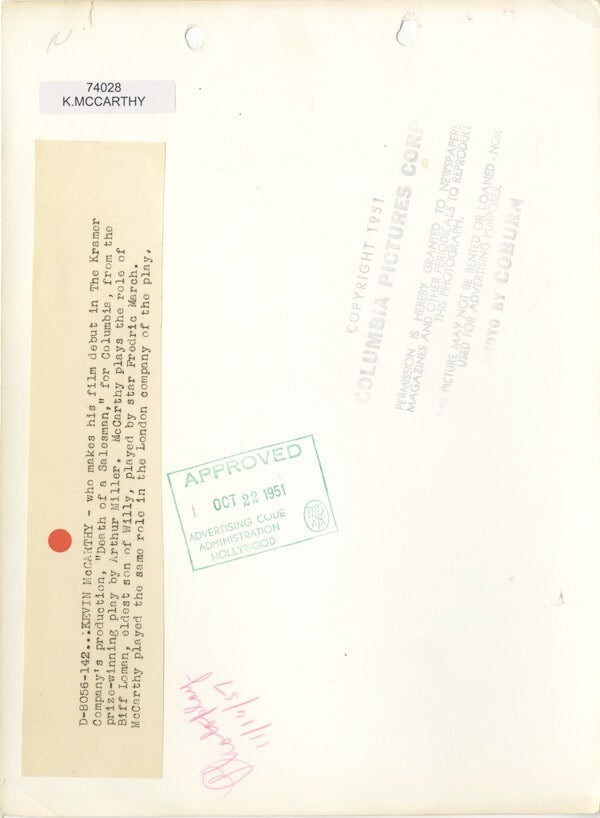 74028
K.MCCARTHY
D-8056-142...KEVIN McCARTHY - who makes his film debut in The Kramer
Company's production, "Death of a Salesman," for Columbia, from the
prize-winning play by Arthur Miller. McCarthy plays the role of
Biff Loman, eldest son of Willy, played by star Fredric March.
McCarthy played the same role in the London company of the play.
COPYRIGHT 1951
COLUMBIA PICTURES CORP
PERMISSION IS HEREBY GRANTED TO NEWSPAPERS
MAGAZINES AND OTHER PERIODICALS TO REPRODUCE
THIS PHOTOGRAPH.
THIS PICTURE MAY NOT BE RENTED OR LOANED - NOR
USED FOR ADVERTISING PURPOSES.
PHOTO BY COBURN
APPROVED
OCT 22 1951
ADVERTISING CODE
ADMINISTRATION
HOLLYWOOD
Photoplay